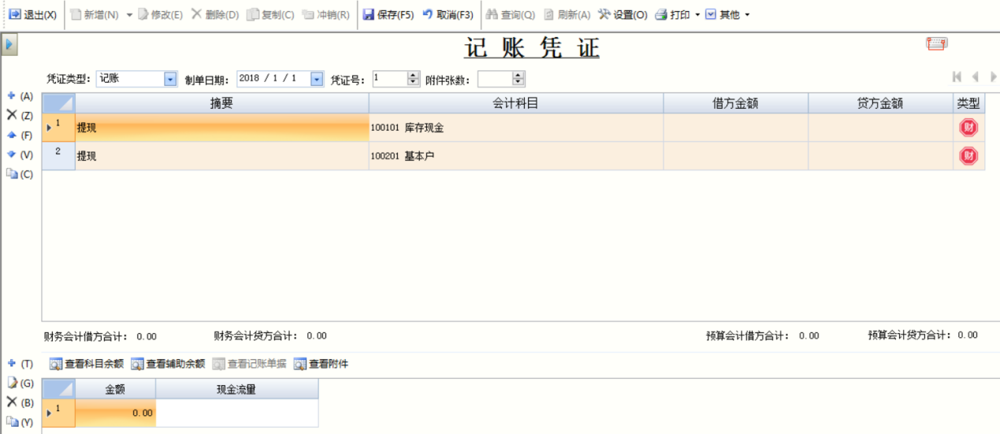 退出(X) 新增(N) 修改(E) 删除(D) 复制(C) 冲销(R) 保存(F5) 取消(F3) 查询(Q) 刷新(A) 设置(O) 打印 其他
记 账 凭 证
凭证类型: 记账 制单日期: 2018 / 1 / 1 凭证号: 1 附件张数:
(A)
(Z)
(F)
(V)
(C)
摘要 会计科目 借方金额 贷方金额 类型
1 提现 100101 库存现金 财
2 提现 100201 基本户 财
财务会计借方合计: 0.00 财务会计贷方合计: 0.00 预算会计借方合计: 0.00 预算会计贷方合计: 0.00
(T) 查看科目余额 查看辅助余额 查看记账单据 查看附件
(G)
(B)
(Y)
金额 现金流量
1 0.00